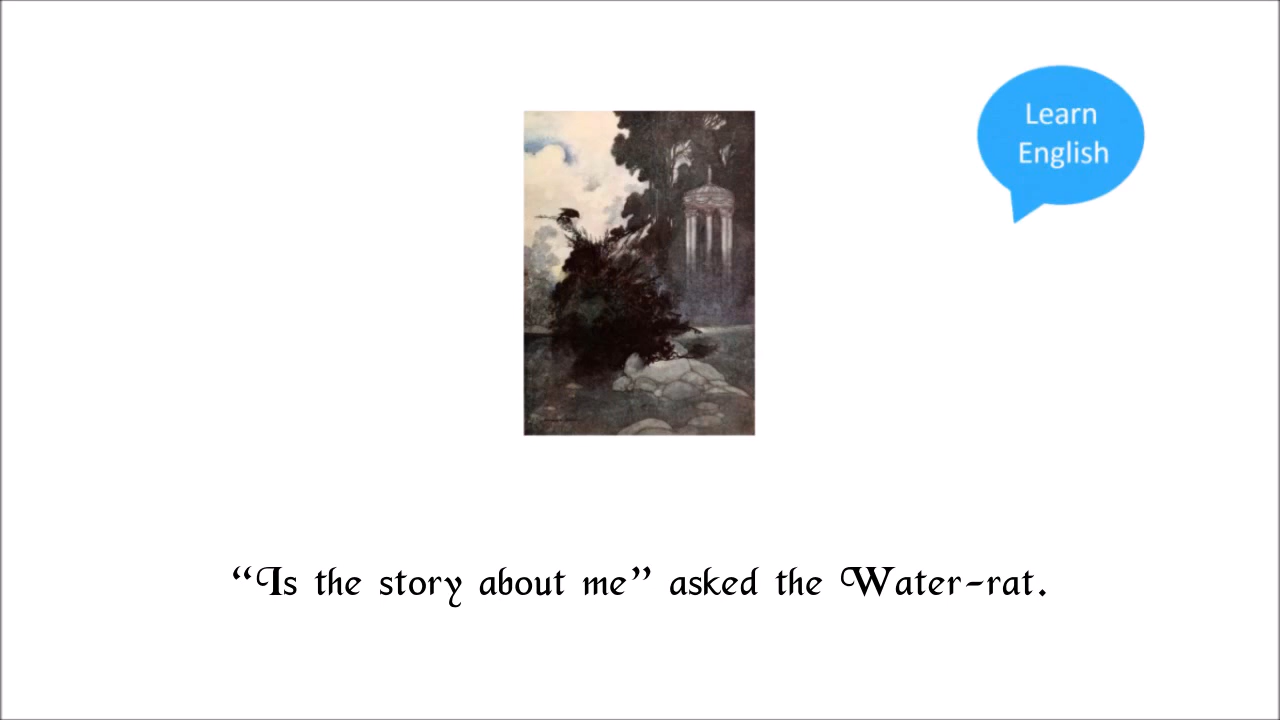 Learn
English
“Is the story about me” asked the Water-rat.